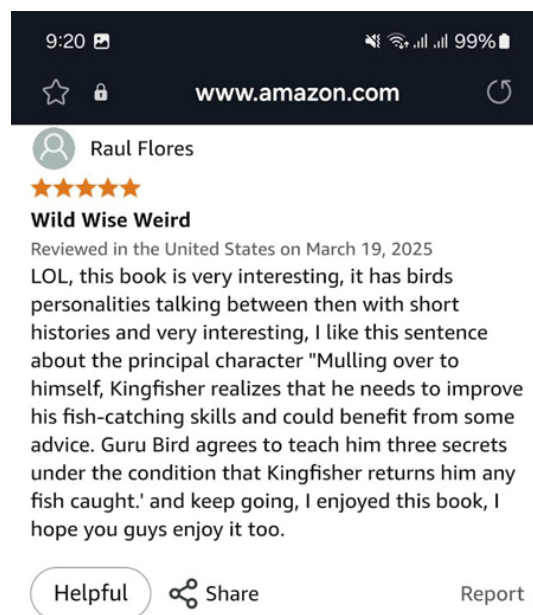 9:20 99%
www.amazon.com
Raul Flores
Wild Wise Weird
Reviewed in the United States on March 19, 2025
LOL, this book is very interesting, it has birds
personalities talking between then with short
histories and very interesting, I like this sentence
about the principal character "Mulling over to
himself, Kingfisher realizes that he needs to improve
his fish-catching skills and could benefit from some
advice. Guru Bird agrees to teach him three secrets
under the condition that Kingfisher returns him any
fish caught.' and keep going, I enjoyed this book, I
hope you guys enjoy it too.
Helpful Share Report